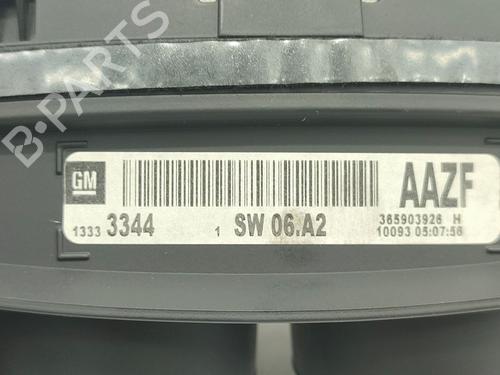 B-PARTS
GM
AAZF
1333 3344 1 SW 06.A2
365903926 H
10093 05:07:56